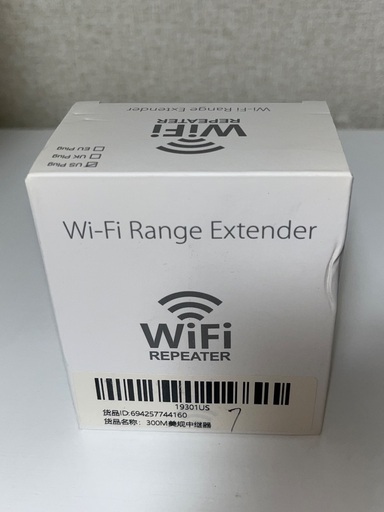 Wi-Fi Range Extender
WiFi
REPEATER
US Plug
UK Plug
EU Plug
Wi-Fi Range Extender
WiFi
REPEATER
19301US
货品ID:694257744160
货品名称: 300M美规中继器
7